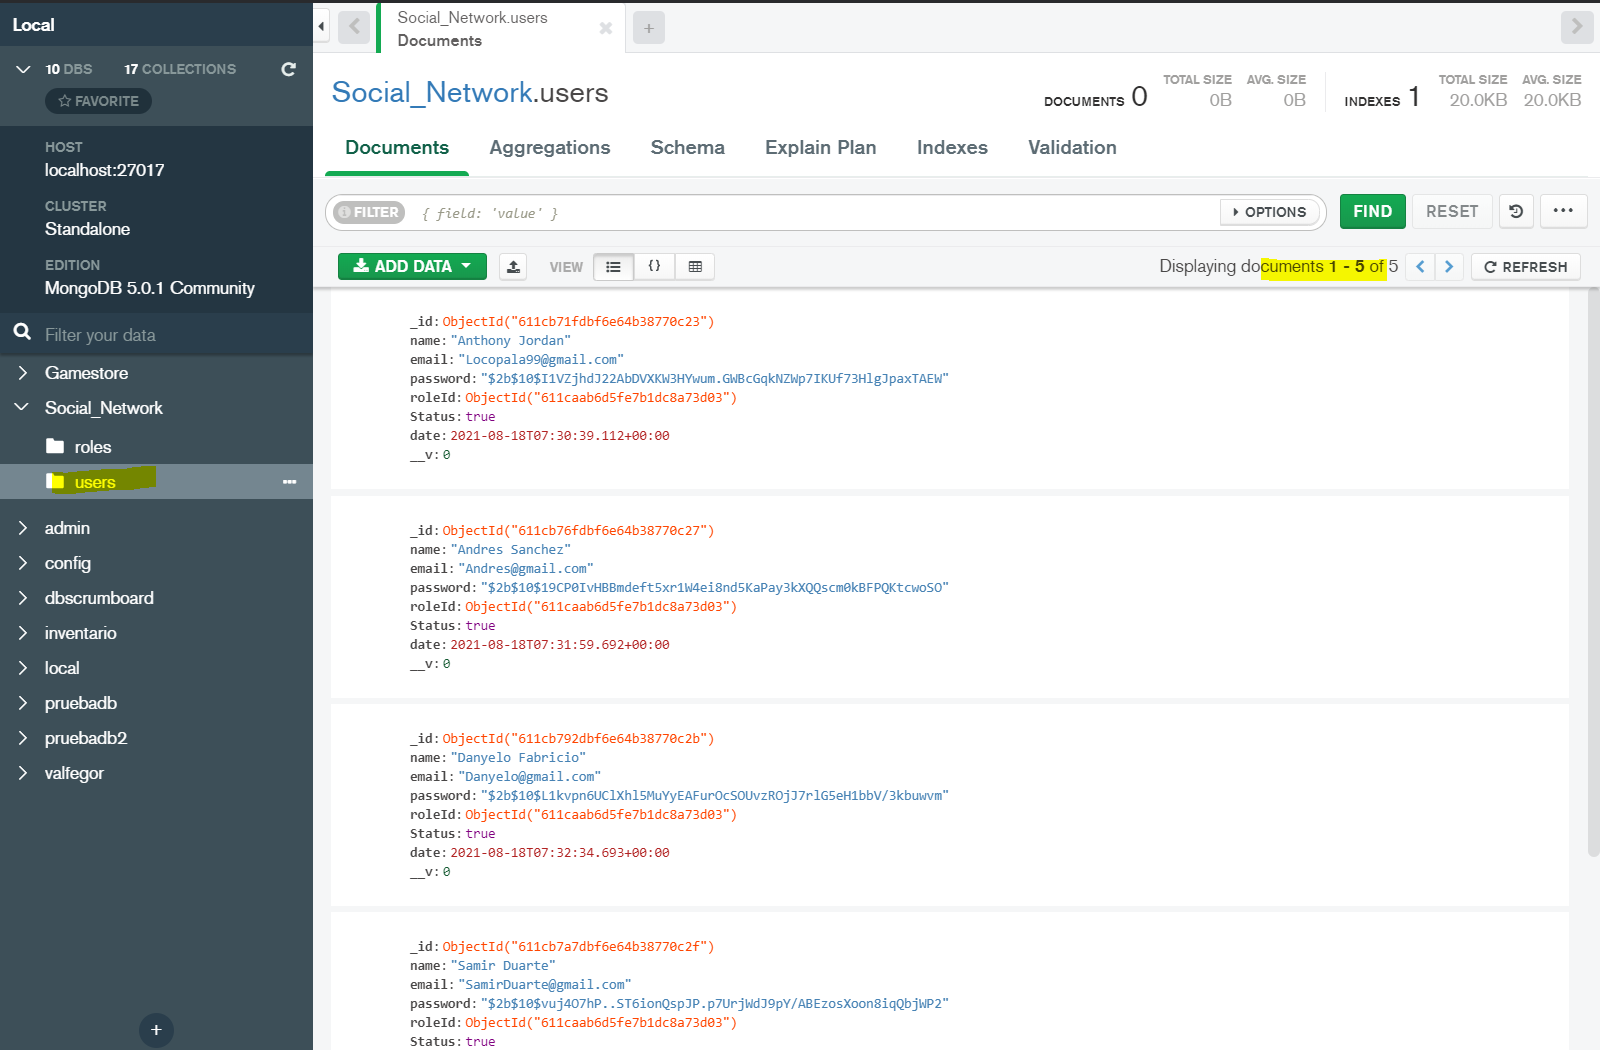 Local
10 DBS 17 COLLECTIONS
FAVORITE
HOST
localhost:27017
CLUSTER
Standalone
EDITION
MongoDB 5.0.1 Community
Filter your data
Gamestore
Social_Network
roles
users
admin
config
dbscrumboard
inventario
local
pruebadb
pruebadb2
valfegor
+
Social_Network.users
Documents
+
Social_Network.users
DOCUMENTS 0
TOTAL SIZE AVG. SIZE
0B 0B
INDEXES 1
TOTAL SIZE AVG. SIZE
20.0KB 20.0KB
Documents Aggregations Schema Explain Plan Indexes Validation
FILTER { field: 'value' } OPTIONS FIND RESET ...
ADD DATA VIEW {} Displaying documents 1 - 5 of 5 < > REFRESH
_id: ObjectId("611cb71fdbf6e64b38770c23")
name: "Anthony Jordan"
email: "Locopala99@gmail.com"
password: "$2b$10$I1VZjhdJ22AbDVXKW3HYwum.GWBcGqkNZWp7IKUf73HlgJpaxTAEW"
roleId: ObjectId("611caab6d5fe7b1dc8a73d03")
Status: true
date: 2021-08-18T07:30:39.112+00:00
__v: 0
_id: ObjectId("611cb76fdbf6e64b38770c27")
name: "Andres Sanchez"
email: "Andres@gmail.com"
password: "$2b$10$19CP0IvHBBmdeft5xr1W4ei8nd5KaPay3kXQQscm0kBFPQKtcwoSO"
roleId: ObjectId("611caab6d5fe7b1dc8a73d03")
Status: true
date: 2021-08-18T07:31:59.692+00:00
__v: 0
_id: ObjectId("611cb792dbf6e64b38770c2b")
name: "Danyelo Fabricio"
email: "Danyelo@gmail.com"
password: "$2b$10$L1kvpn6UClXhl5MuYyEAFurOcSOUvzROjJ7rlG5eH1bbV/3kbuwvm"
roleId: ObjectId("611caab6d5fe7b1dc8a73d03")
Status: true
date: 2021-08-18T07:32:34.693+00:00
__v: 0
_id: ObjectId("611cb7a7dbf6e64b38770c2f")
name: "Samir Duarte"
email: "SamirDuarte@gmail.com"
password: "$2b$10$vuj4O7hP..ST6ionQspJP.p7UrjWdJ9pY/ABEzosXoon8iqQbjWP2"
roleId: ObjectId("611caab6d5fe7b1dc8a73d03")
Status: true